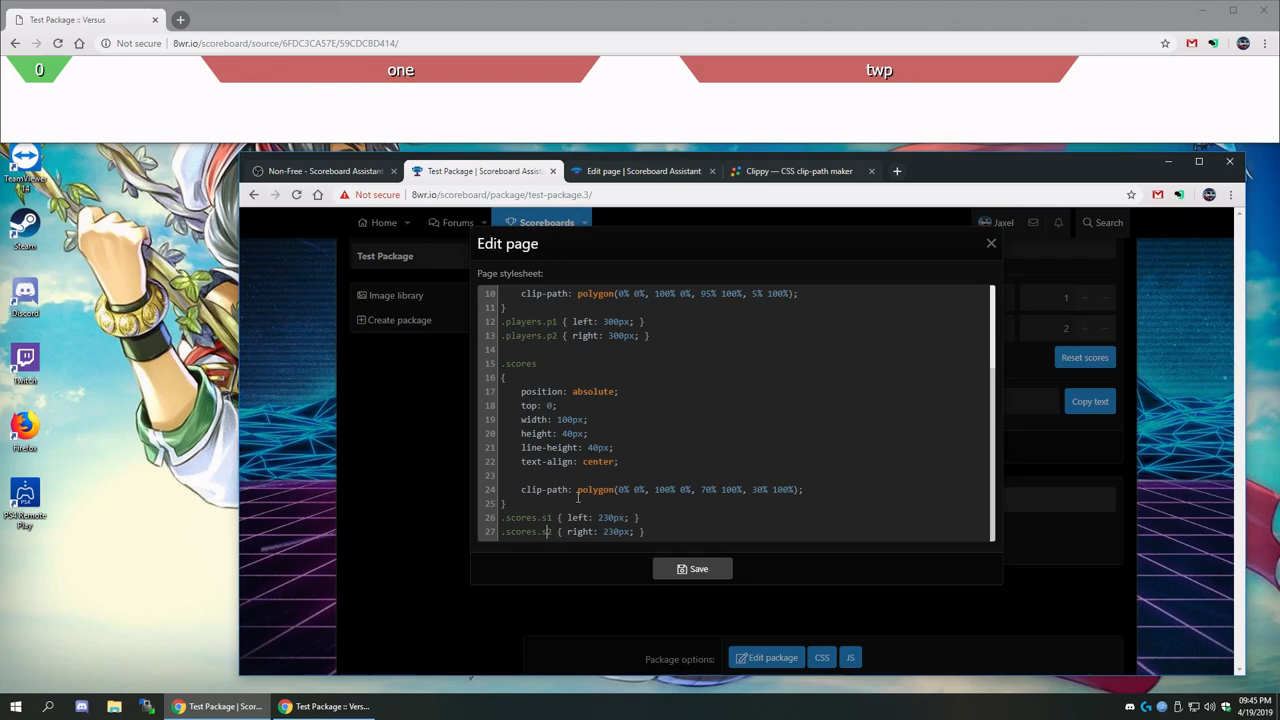 Test Package :: Versus
Not secure
8wr.io/scoreboard/source/6FDC3CA57E/59CDCBD414/
0
one
twp
TeamViewer 14
Steam
Discord
Twitch
Firefox
PS4 Remote Play
Non-Free - Scoreboard Assistant
Test Package | Scoreboard Assist
Edit page | Scoreboard Assistant
Clippy — CSS clip-path maker
Not secure
8wr.io/scoreboard/package/test-package.3/
Home
Forums
Scoreboards
Jaxel
Search
Test Package
Image library
Create package
Edit page
Page stylesheet:
10 clip-path: polygon(0% 0%, 100% 0%, 95% 100%, 5% 100%);
11 }
12 .players.p1 { left: 300px; }
13 .players.p2 { right: 300px; }
14
15 .scores
16 {
17 position: absolute;
18 top: 0;
19 width: 100px;
20 height: 40px;
21 line-height: 40px;
22 text-align: center;
23
24 clip-path: polygon(0% 0%, 100% 0%, 70% 100%, 30% 100%);
25 }
26 .scores.s1 { left: 230px; }
27 .scores.s2 { right: 230px; }
Save
1
2
Reset scores
Copy text
Package options:
Edit package
CSS
JS
Test Package | Scor...
Test Package :: Vers...
09:45 PM
4/19/2019